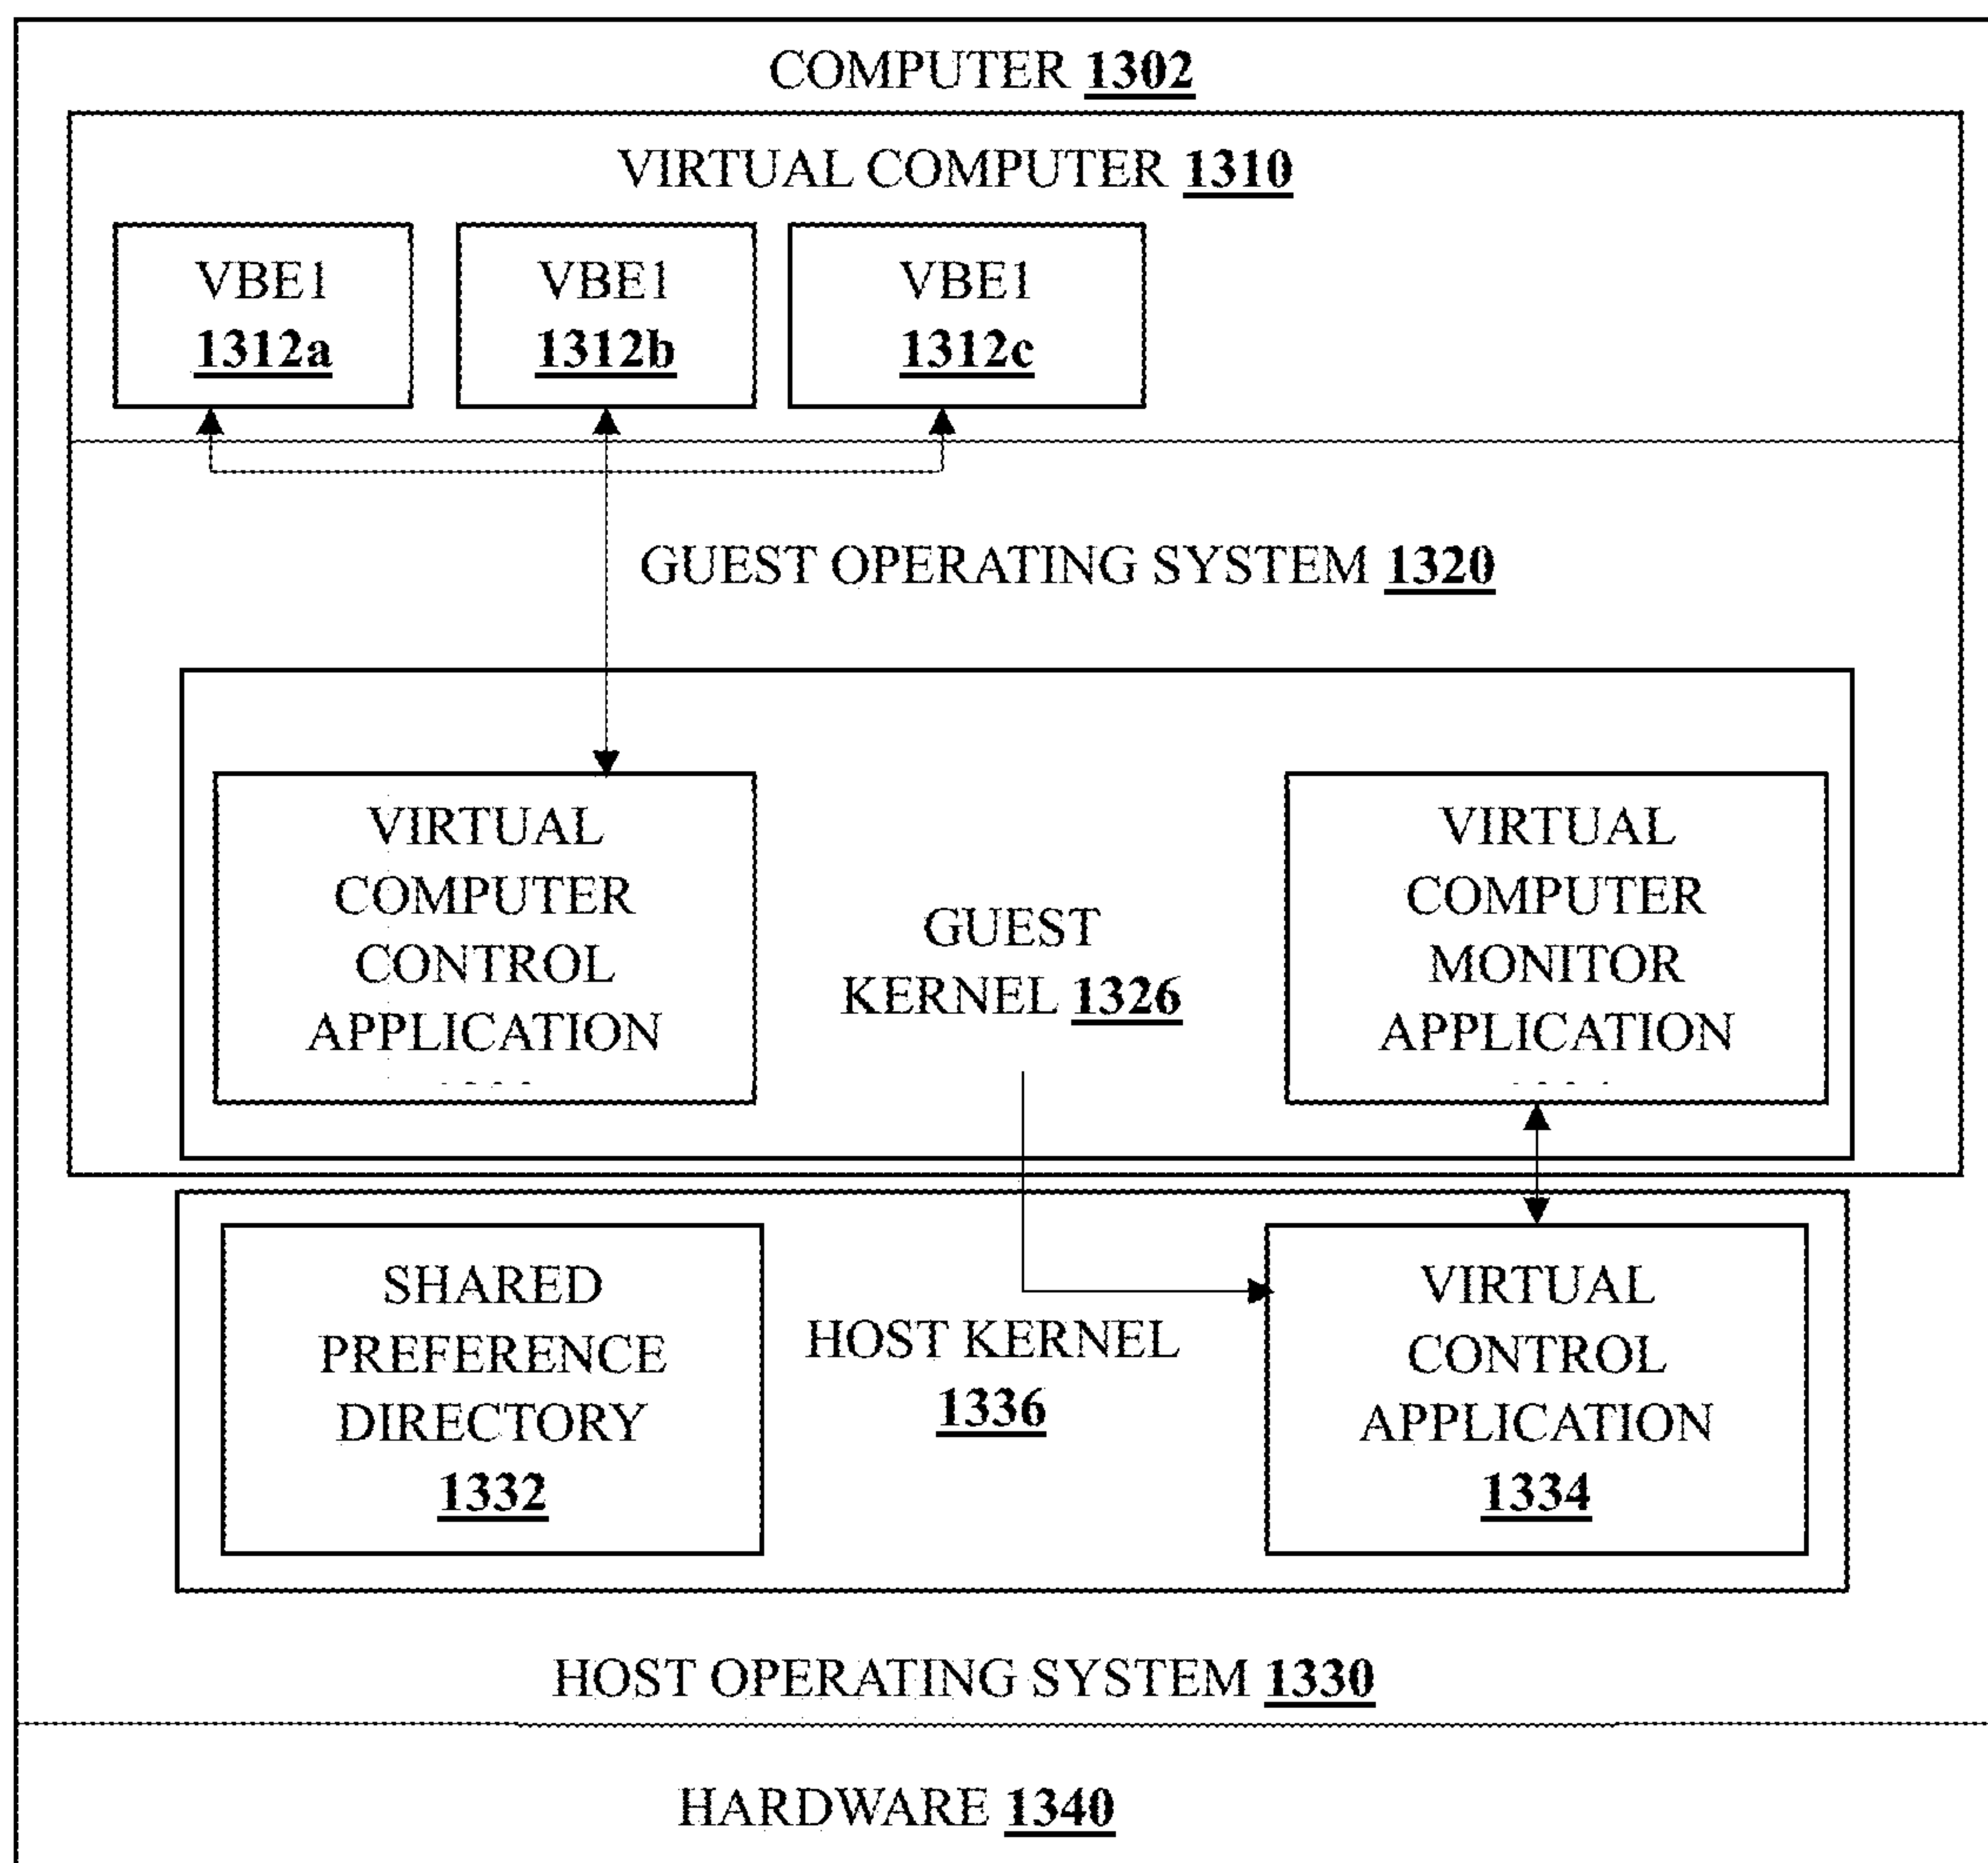 COMPUTER 1302
VIRTUAL COMPUTER 1310
VBE1
1312a
VBE1
1312b
VBE1
1312c
GUEST OPERATING SYSTEM 1320
VIRTUAL
COMPUTER
CONTROL
APPLICATION
GUEST
KERNEL 1326
VIRTUAL
COMPUTER
MONITOR
APPLICATION
SHARED
PREFERENCE
DIRECTORY
1332
HOST KERNEL
1336
VIRTUAL
CONTROL
APPLICATION
1334
HOST OPERATING SYSTEM 1330
HARDWARE 1340